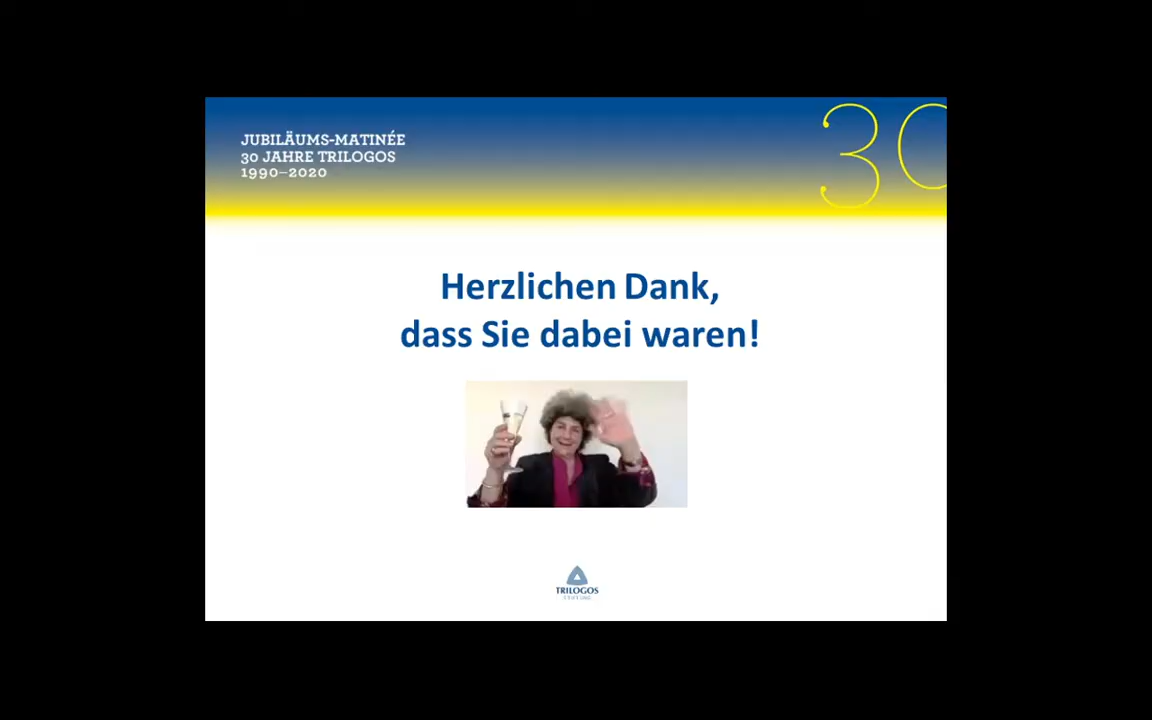 JUBILÄUMS-MATINÉE
30 JAHRE TRILOGOS
1990–2020
30
Herzlichen Dank,
dass Sie dabei waren!
TRILOGOS